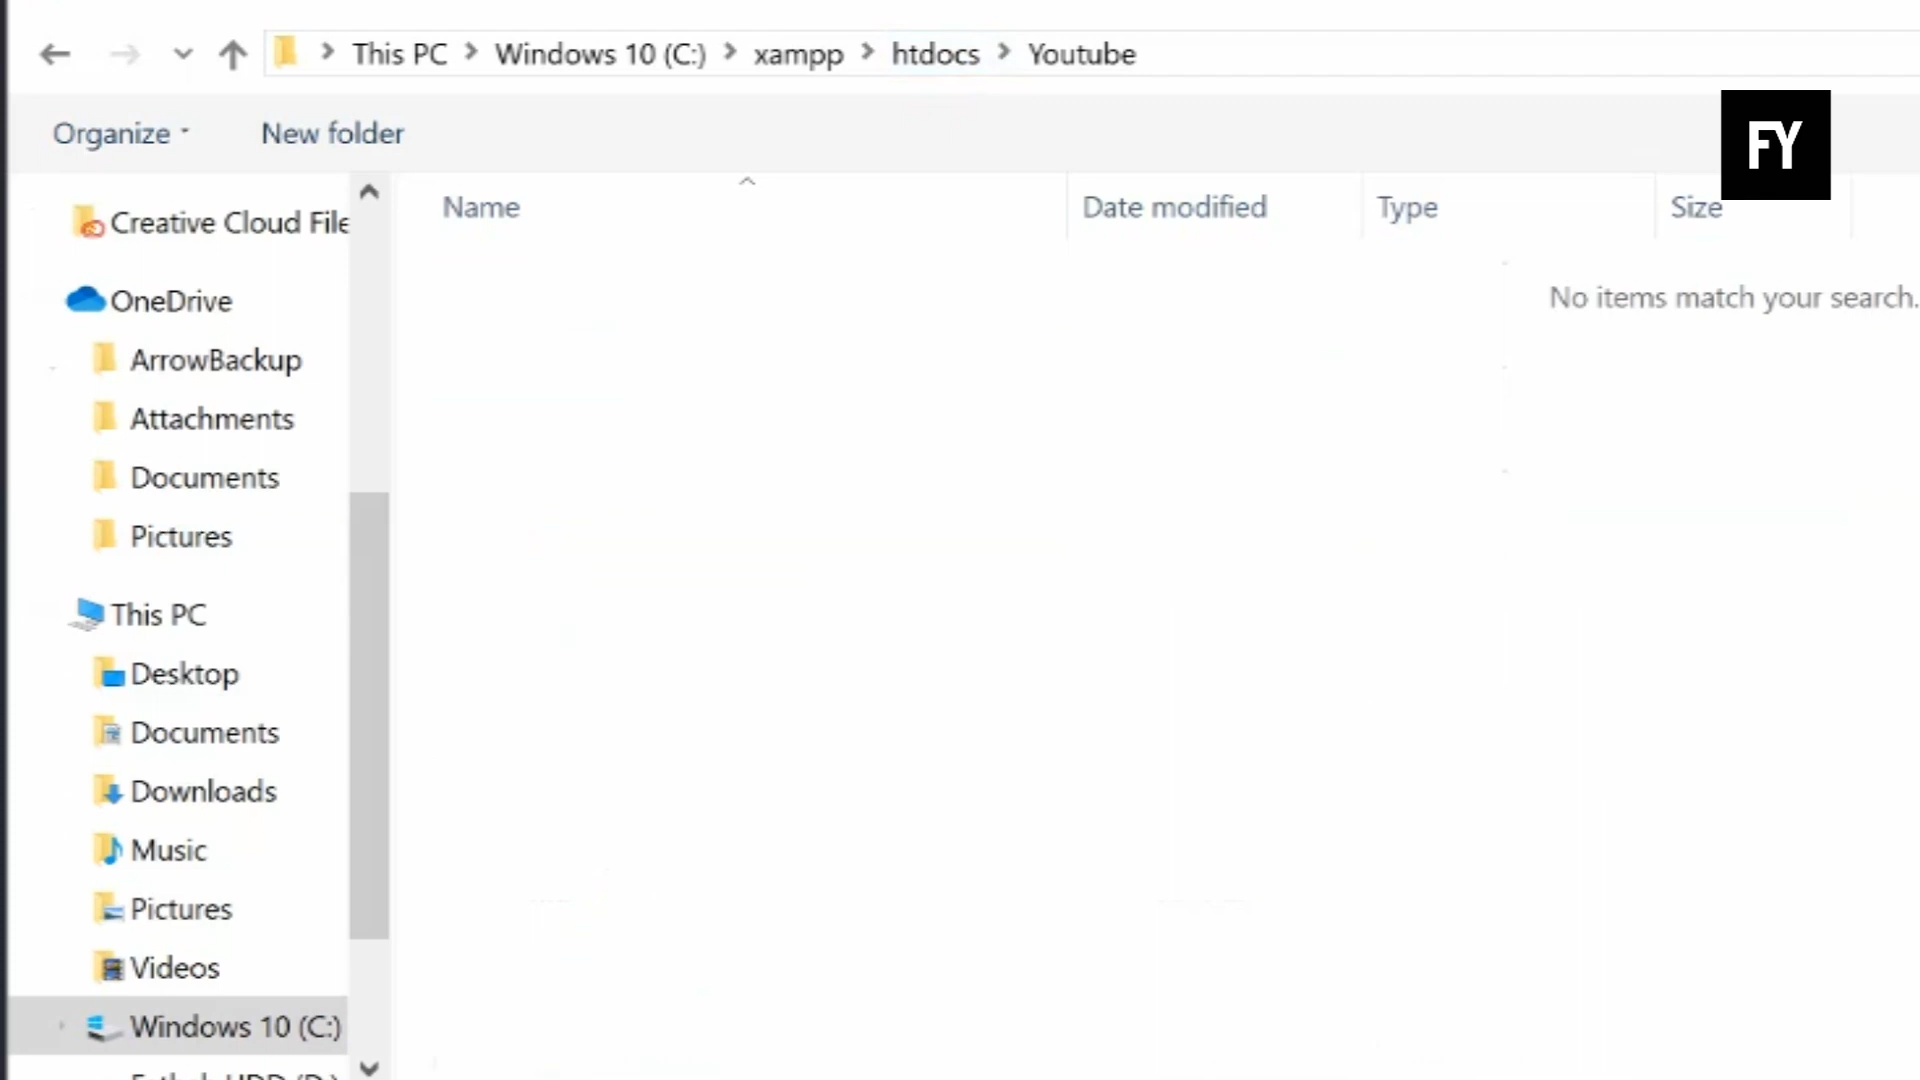 This PC > Windows 10 (C:) > xampp > htdocs > Youtube
Organize
New folder
FY
Name
Date modified
Type
Size
No items match your search.
Creative Cloud File
OneDrive
ArrowBackup
Attachments
Documents
Pictures
This PC
Desktop
Documents
Downloads
Music
Pictures
Videos
Windows 10 (C:)